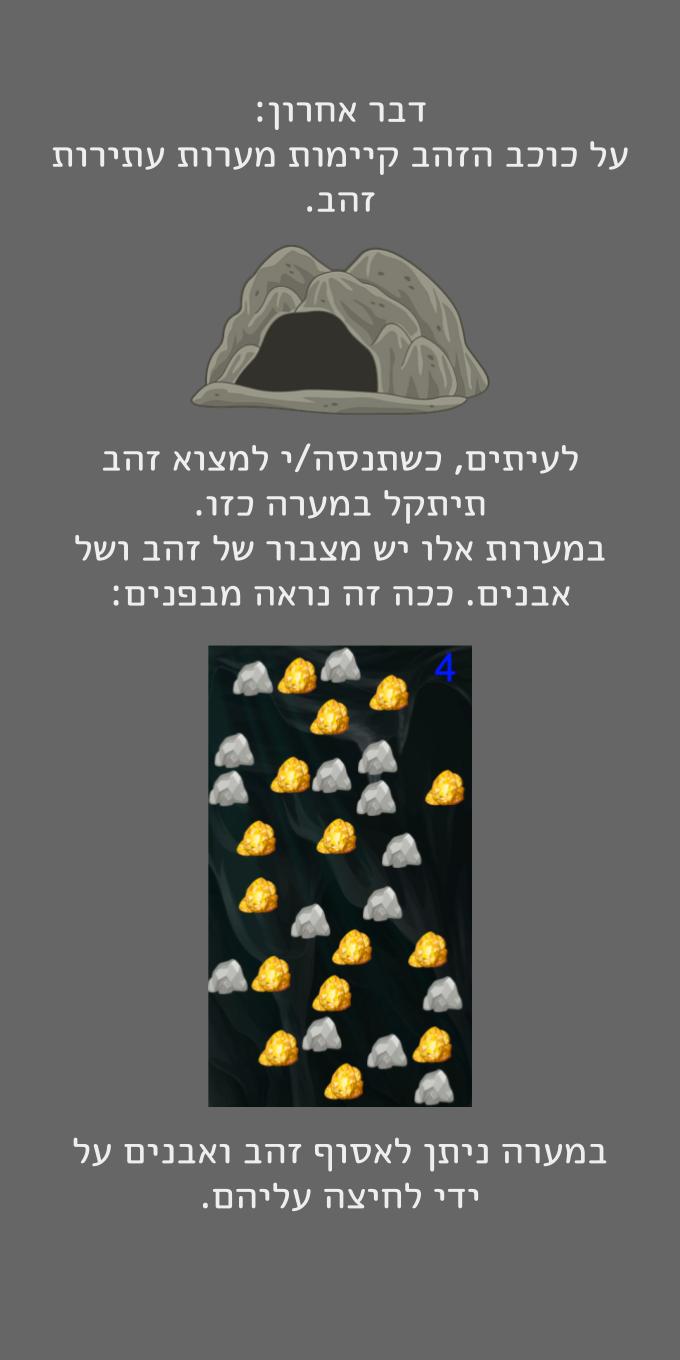 דבר אחרון:
על כוכב הזהב קיימות מערות עתירות
זהב.
לעיתים, כשתנסה/י למצוא זהב
תיתקל במערה כזו.
במערות אלו יש מצבור של זהב ושל
אבנים. ככה זה נראה מבפנים:
4
במערה ניתן לאסוף זהב ואבנים על
ידי לחיצה עליהם.